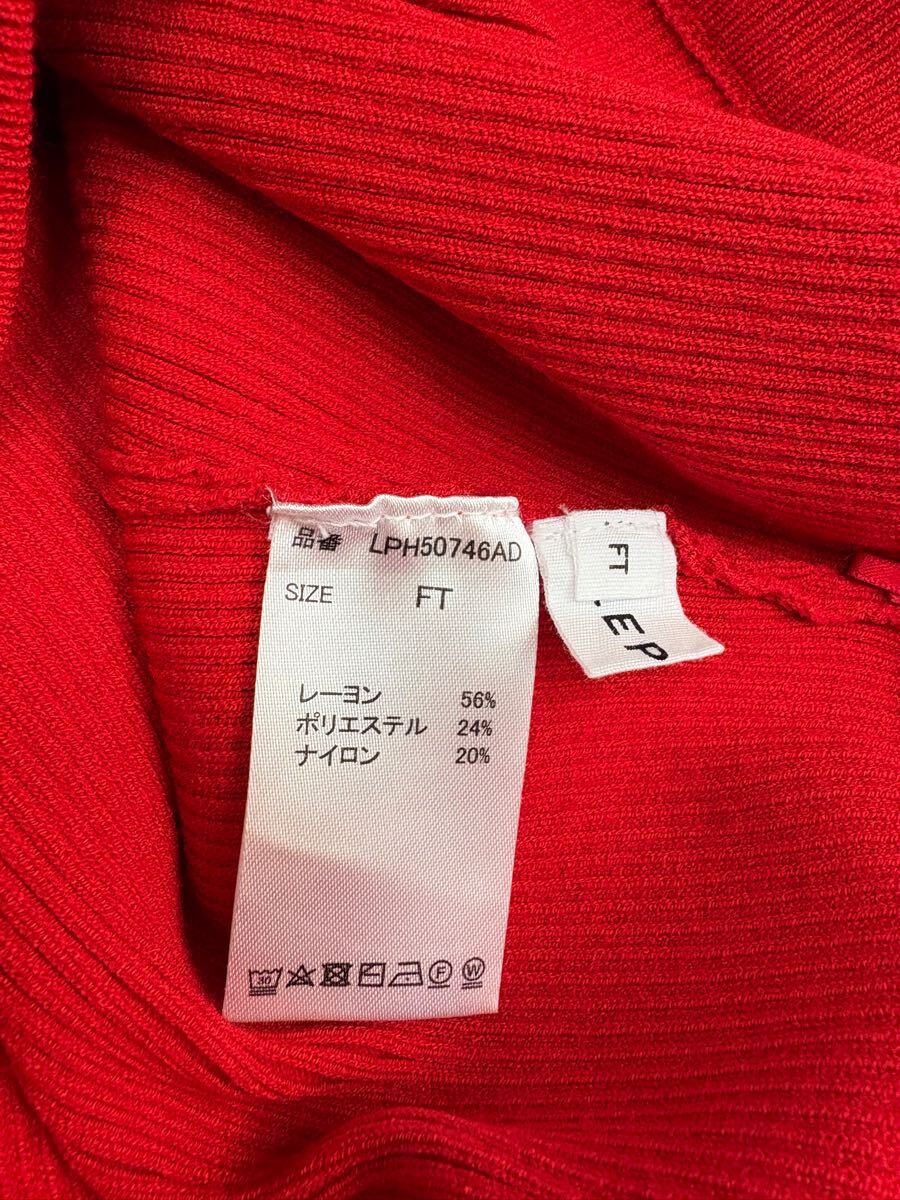 品番 LPH50746AD
SIZE FT
レーヨン 56%
ポリエステル 24%
ナイロン 20%
30
F
W
FT
.EP